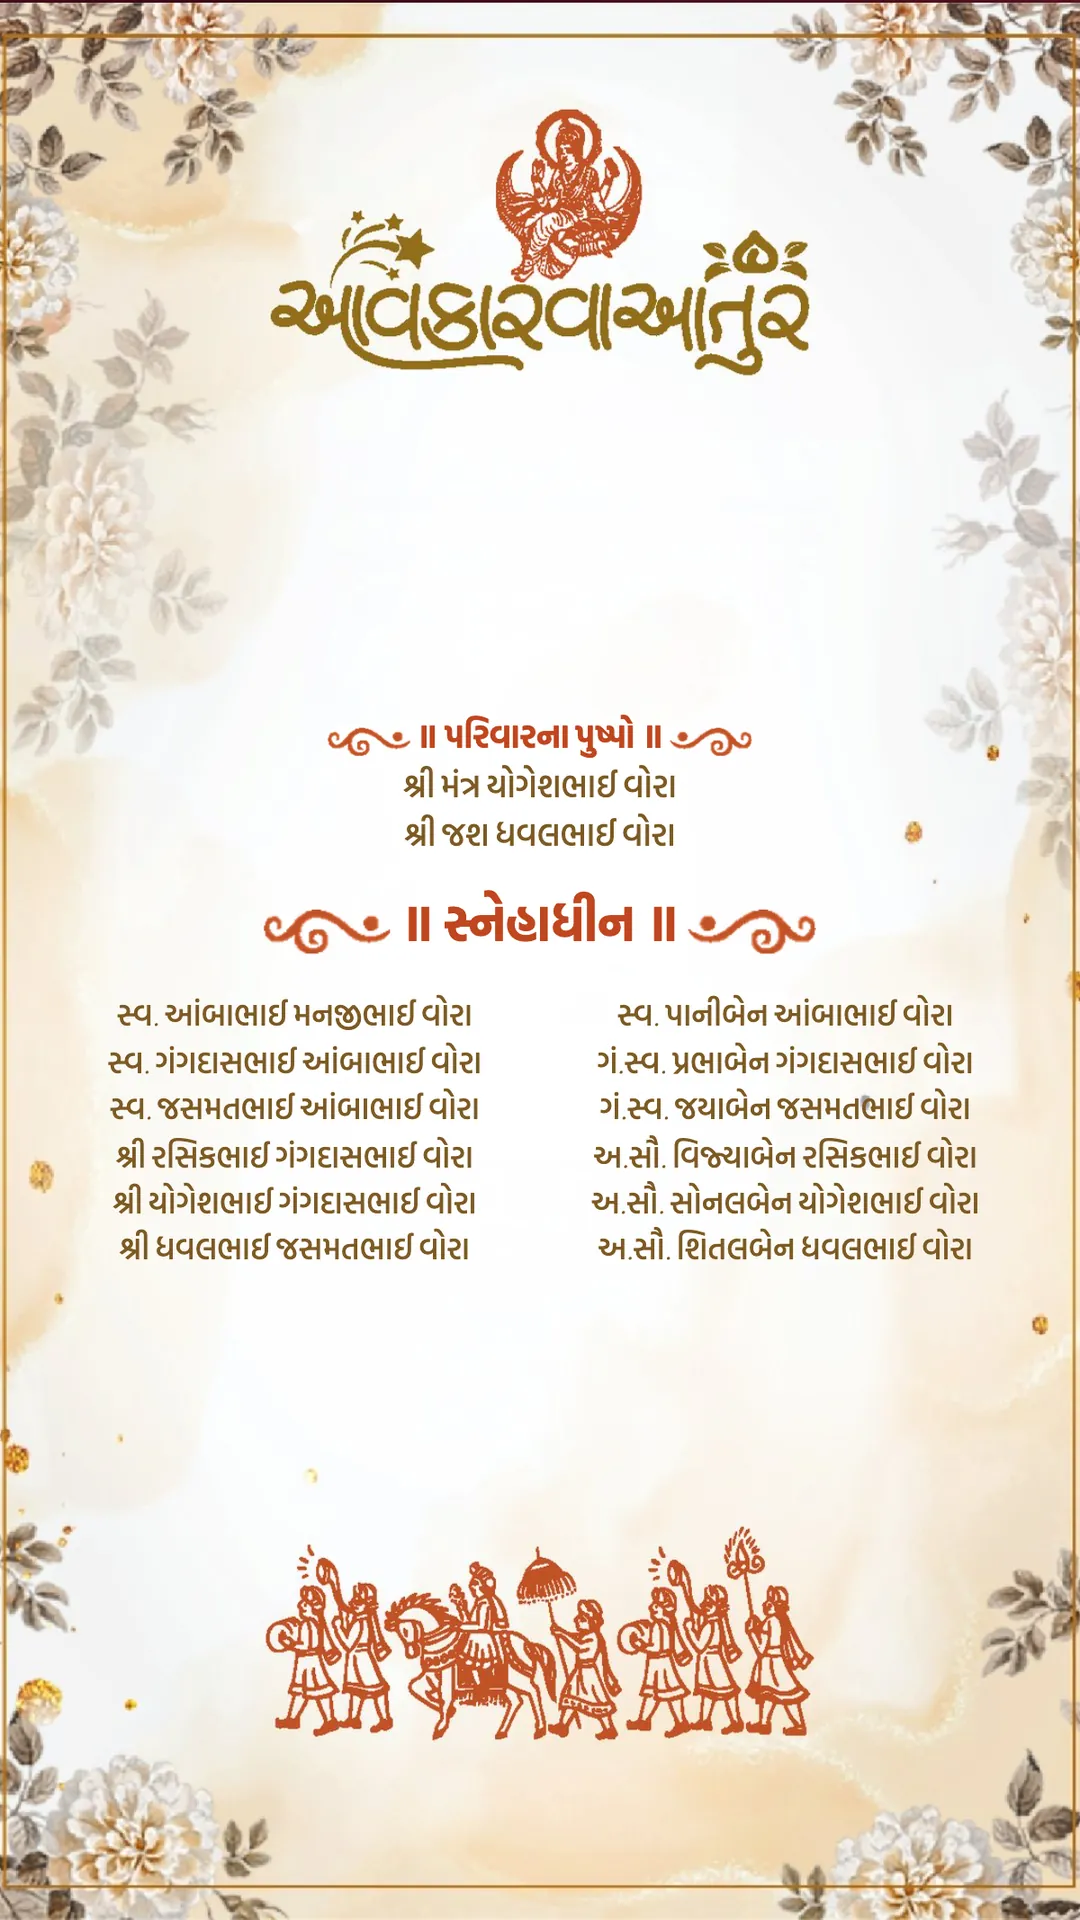 આવકારવા આતુર
॥ પરિવારના પુષ્પો ॥
શ્રી મંત્ર યોગેશભાઈ વોરા
શ્રી જશ ધવલભાઈ વોરા
॥ સ્નેહાધીન ॥
સ્વ. આંબાભાઈ મનજીભાઈ વોરા
સ્વ. ગંગદાસભાઈ આંબાભાઈ વોરા
સ્વ. જસમતભાઈ આંબાભાઈ વોરા
શ્રી રસિકભાઈ ગંગદાસભાઈ વોરા
શ્રી યોગેશભાઈ ગંગદાસભાઈ વોરા
શ્રી ધવલભાઈ જસમતભાઈ વોરા
સ્વ. પાનીબેન આંબાભાઈ વોરા
ગં.સ્વ. પ્રભાબેન ગંગદાસભાઈ વોરા
ગં.સ્વ. જયાબેન જસમતભાઈ વોરા
અ.સૌ. વિજ્યાબેન રસિકભાઈ વોરા
અ.સૌ. સોનલબેન યોગેશભાઈ વોરા
અ.સૌ. શિતલબેન ધવલભાઈ વોરા